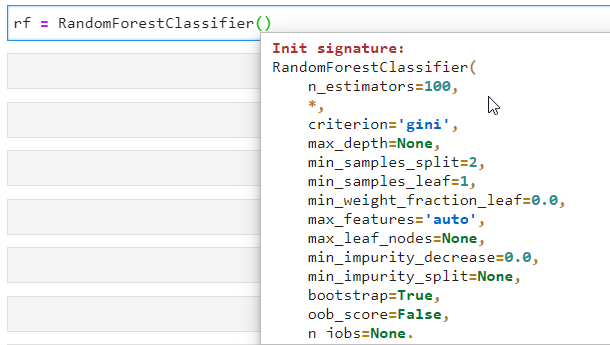 rf = RandomForestClassifier()
Init signature:
RandomForestClassifier(
n_estimators=100,
*,
criterion='gini',
max_depth=None,
min_samples_split=2,
min_samples_leaf=1,
min_weight_fraction_leaf=0.0,
max_features='auto',
max_leaf_nodes=None,
min_impurity_decrease=0.0,
min_impurity_split=None,
bootstrap=True,
oob_score=False,
n_jobs=None,